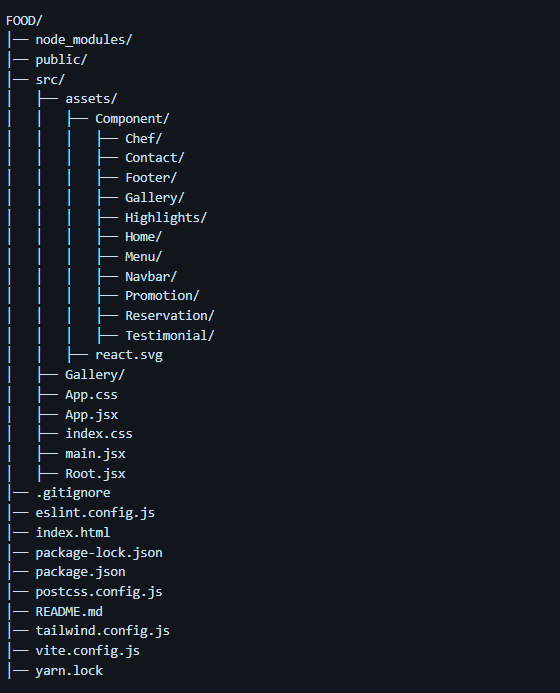 FOOD/
├── node_modules/
├── public/
├── src/
│   ├── assets/
│   │   ├── Component/
│   │   │   ├── Chef/
│   │   │   ├── Contact/
│   │   │   ├── Footer/
│   │   │   ├── Gallery/
│   │   │   ├── Highlights/
│   │   │   ├── Home/
│   │   │   ├── Menu/
│   │   │   ├── Navbar/
│   │   │   ├── Promotion/
│   │   │   ├── Reservation/
│   │   │   ├── Testimonial/
│   │   ├── react.svg
│   ├── Gallery/
│   ├── App.css
│   ├── App.jsx
│   ├── index.css
│   ├── main.jsx
│   ├── Root.jsx
├── .gitignore
├── eslint.config.js
├── index.html
├── package-lock.json
├── package.json
├── postcss.config.js
├── README.md
├── tailwind.config.js
├── vite.config.js
├── yarn.lock